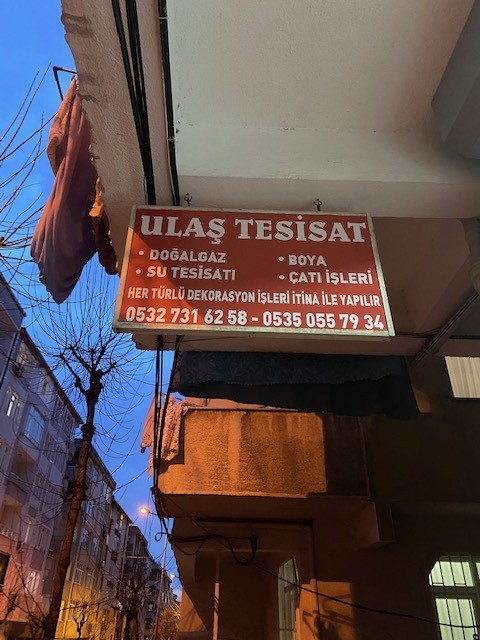 ULAŞ TESİSAT
• DOĞALGAZ • BOYA
• SU TESİSATI • ÇATI İŞLERİ
HER TÜRLÜ DEKORASYON İŞLERİ İTİNA İLE YAPILIR
0532 731 62 58 - 0535 055 79 34